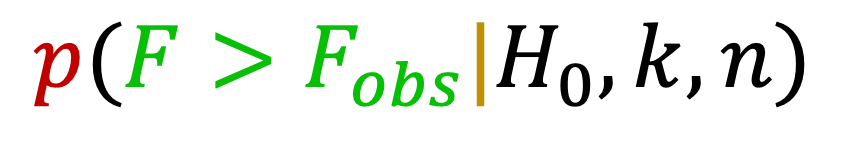 p(F > F_obs|H_0, k, n)